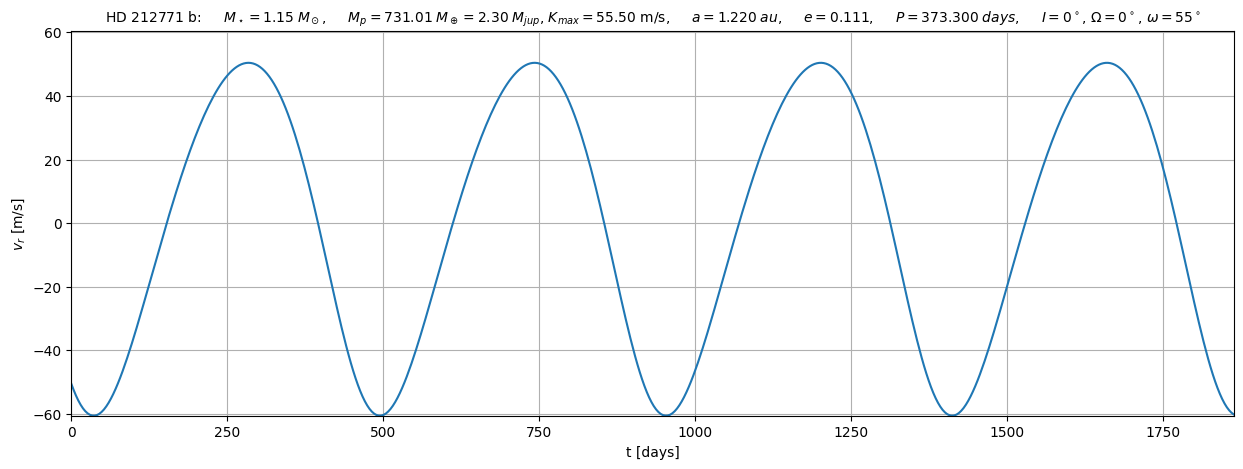 HD 212771 b: M⋆ = 1.15 M⊙, Mp = 731.01 M⊕ = 2.30 Mjup, Kmax = 55.50 m/s, a = 1.220 au, e = 0.111, P = 373.300 days, I = 0°, Ω = 0°, ω = 55°
60
40
20
0
−20
−40
−60
vr [m/s]
0 250 500 750 1000 1250 1500 1750
t [days]